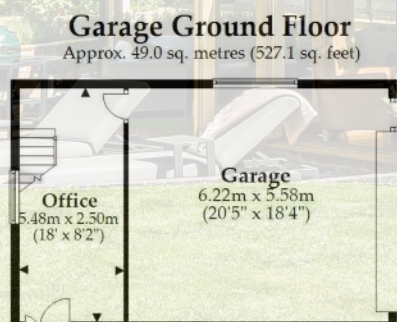 Garage Ground Floor
Approx. 49.0 sq. metres (527.1 sq. feet)
Garage
6.22m x 5.58m
(20'5" x 18'4")
Office
5.48m x 2.50m
(18' x 8'2")